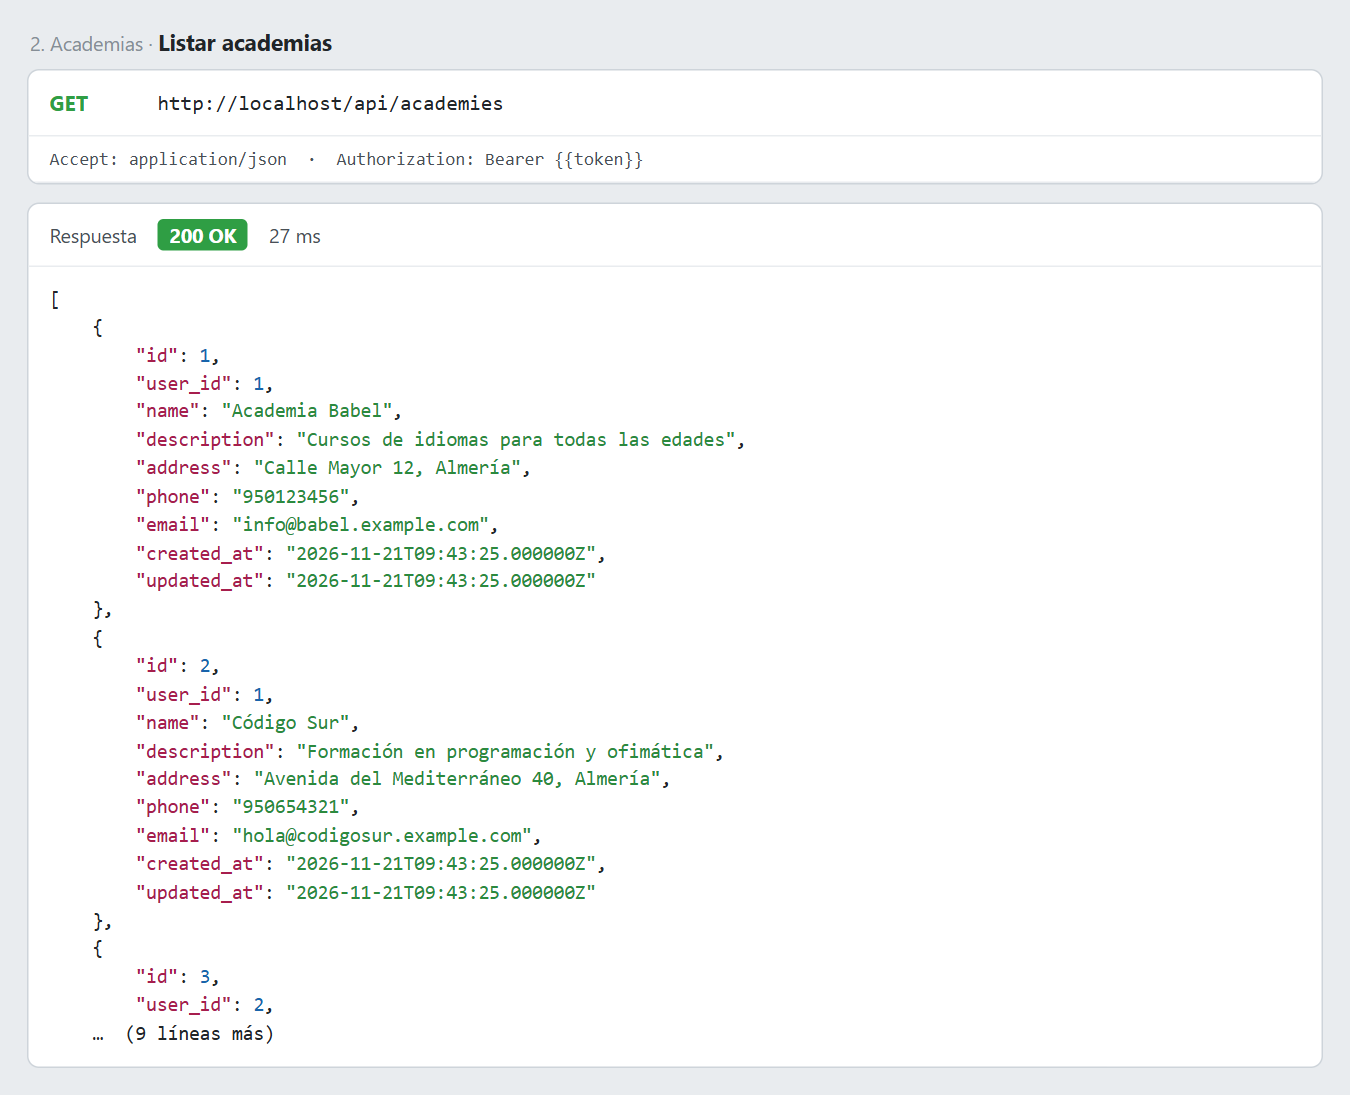 2. Academias · Listar academias
GET http://localhost/api/academies
Accept: application/json · Authorization: Bearer {{token}}
Respuesta 200 OK 27 ms
[
    {
        "id": 1,
        "user_id": 1,
        "name": "Academia Babel",
        "description": "Cursos de idiomas para todas las edades",
        "address": "Calle Mayor 12, Almería",
        "phone": "950123456",
        "email": "info@babel.example.com",
        "created_at": "2026-11-21T09:43:25.000000Z",
        "updated_at": "2026-11-21T09:43:25.000000Z"
    },
    {
        "id": 2,
        "user_id": 1,
        "name": "Código Sur",
        "description": "Formación en programación y ofimática",
        "address": "Avenida del Mediterráneo 40, Almería",
        "phone": "950654321",
        "email": "hola@codigosur.example.com",
        "created_at": "2026-11-21T09:43:25.000000Z",
        "updated_at": "2026-11-21T09:43:25.000000Z"
    },
    {
        "id": 3,
        "user_id": 2,
    … (9 líneas más)